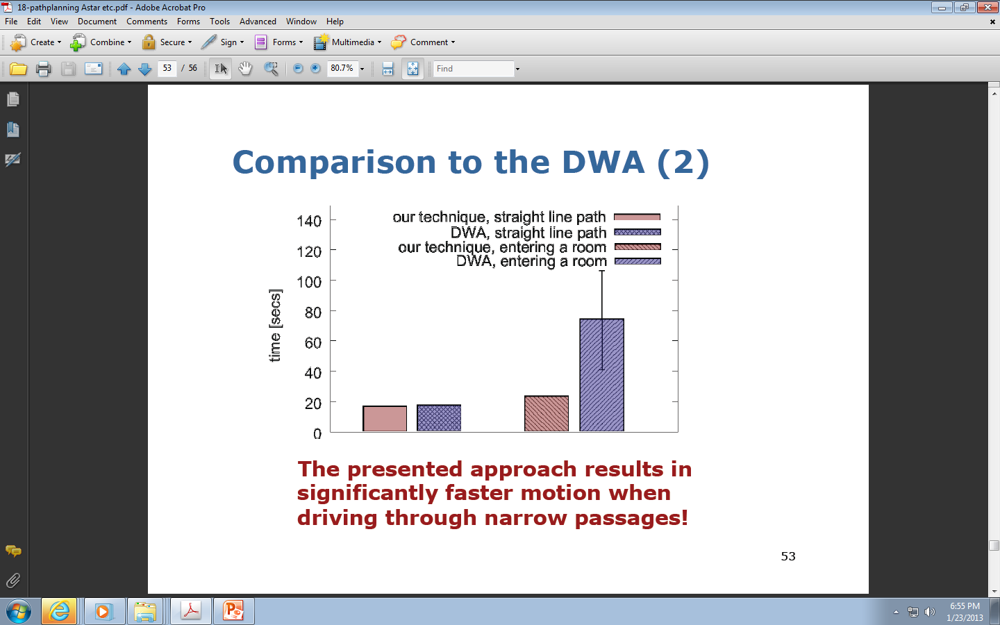 18-pathplanning Astar etc.pdf - Adobe Acrobat Pro
File Edit View Document Comments Forms Tools Advanced Window Help
Create Combine Secure Sign Forms Multimedia Comment
53 / 56 80.7% Find
Comparison to the DWA (2)
our technique, straight line path
DWA, straight line path
our technique, entering a room
DWA, entering a room
140
120
100
80
60
40
20
0
time [secs]
The presented approach results in
significantly faster motion when
driving through narrow passages!
53
6:55 PM
1/23/2013